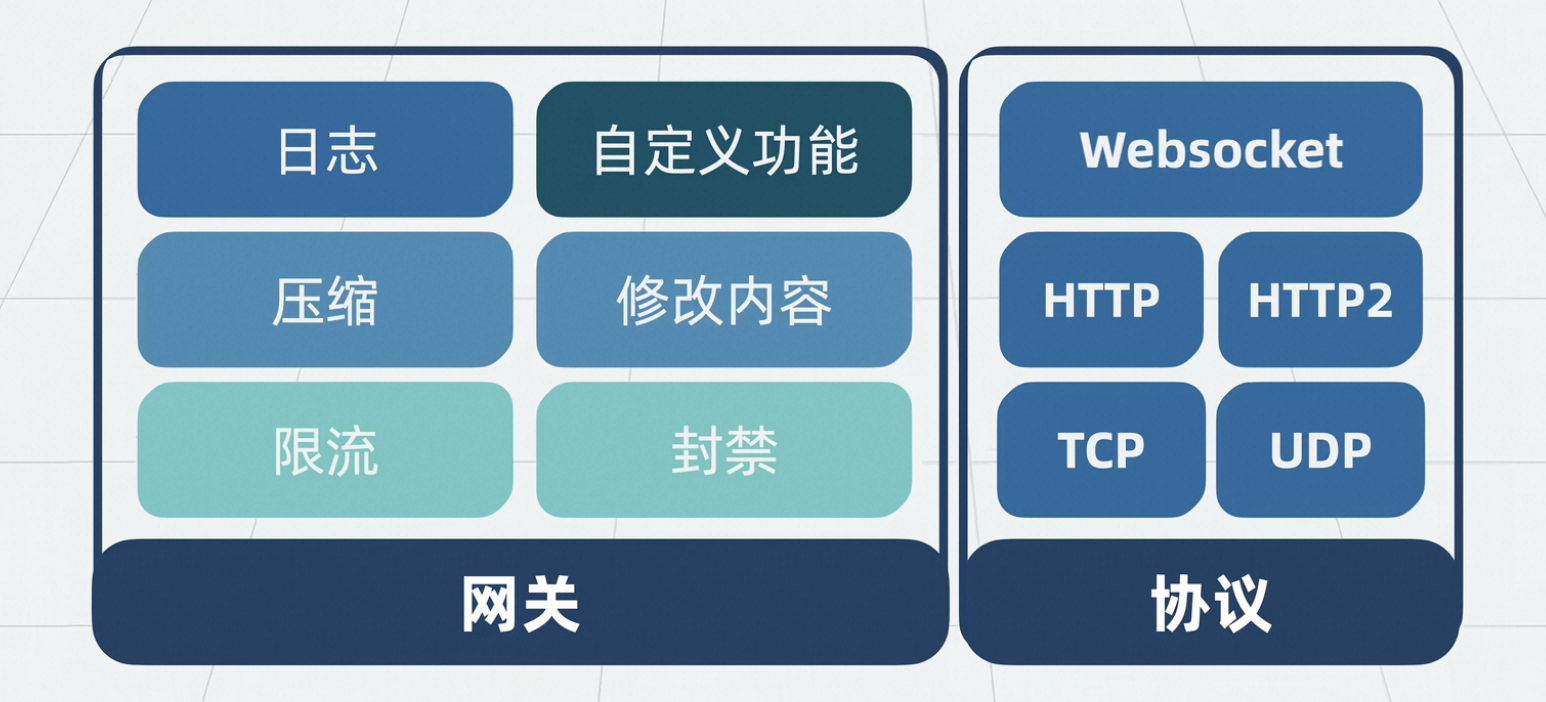 日志
自定义功能
压缩
修改内容
限流
封禁
网关
Websocket
HTTP
HTTP2
TCP
UDP
协议